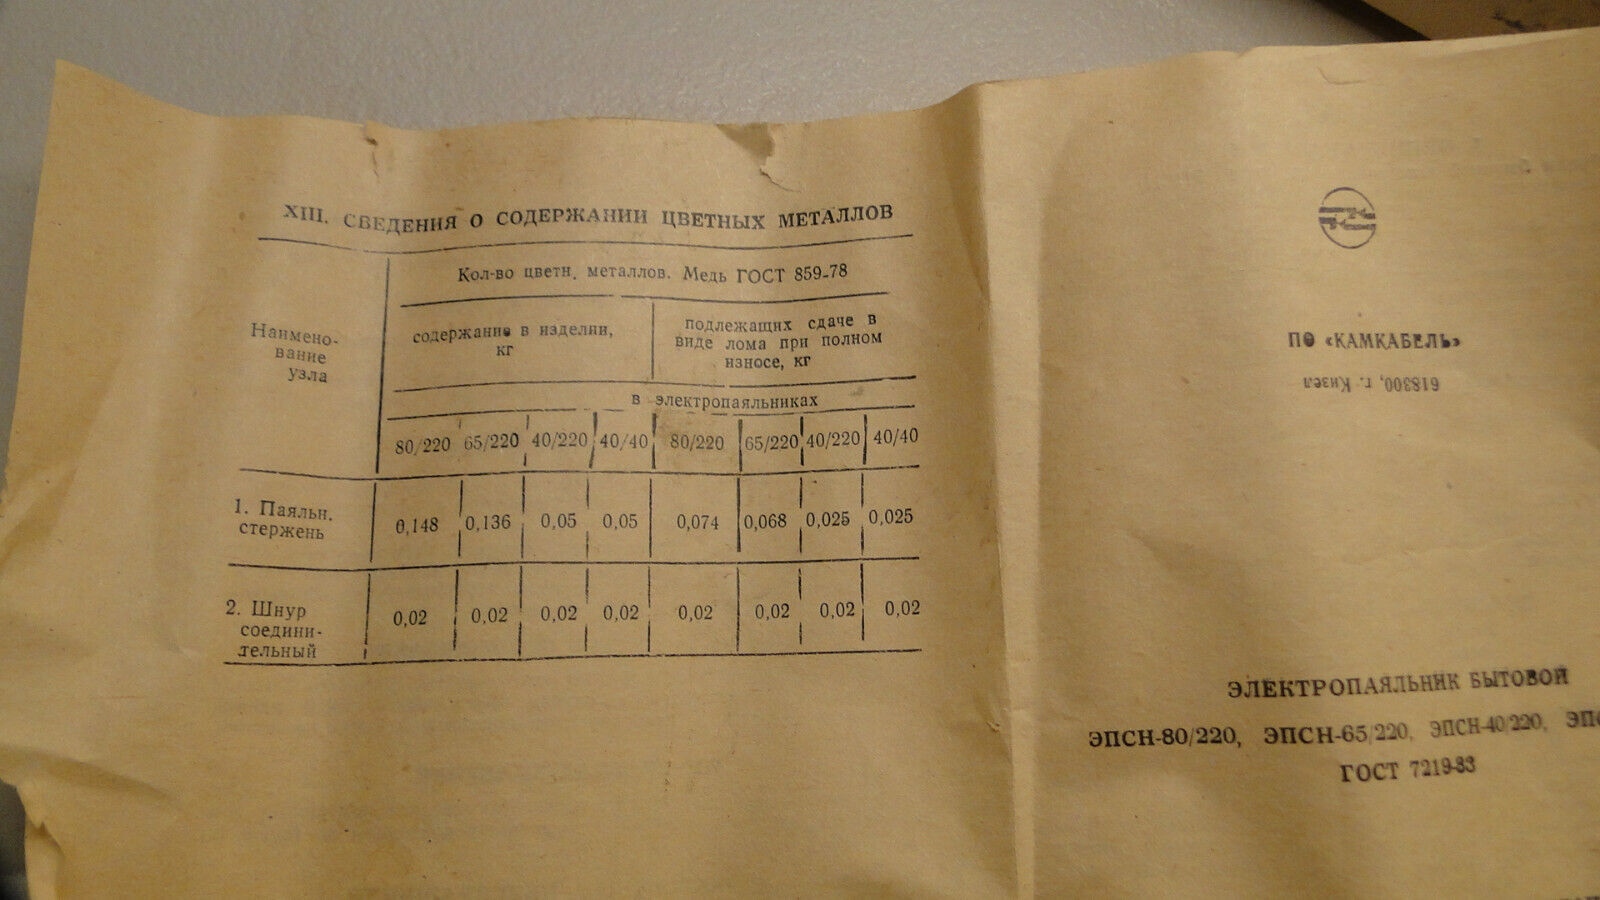 XIII. СВЕДЕНИЯ О СОДЕРЖАНИИ ЦВЕТНЫХ МЕТАЛЛОВ
Наимено-
вание
узла
Кол-во цветн. металлов. Медь ГОСТ 859-78
содержание в изделии,
кг
подлежащих сдаче в
виде лома при полном
износе, кг
в электропаяльниках
80/220 65/220 40/220 40/40 80/220 65/220 40/220 40/40
1. Паяльн.
стержень
0,148 0,136 0,05 0,05 0,074 0,068 0,025 0,025
2. Шнур
соедини-
тельный
0,02 0,02 0,02 0,02 0,02 0,02 0,02 0,02
ПО «КАМКАБЕЛЬ»
618300, г. Кизел
ЭЛЕКТРОПАЯЛЬНИК БЫТОВОЙ
ЭПСН-80/220, ЭПСН-65/220, ЭПСН-40/220,
ГОСТ 7219-83